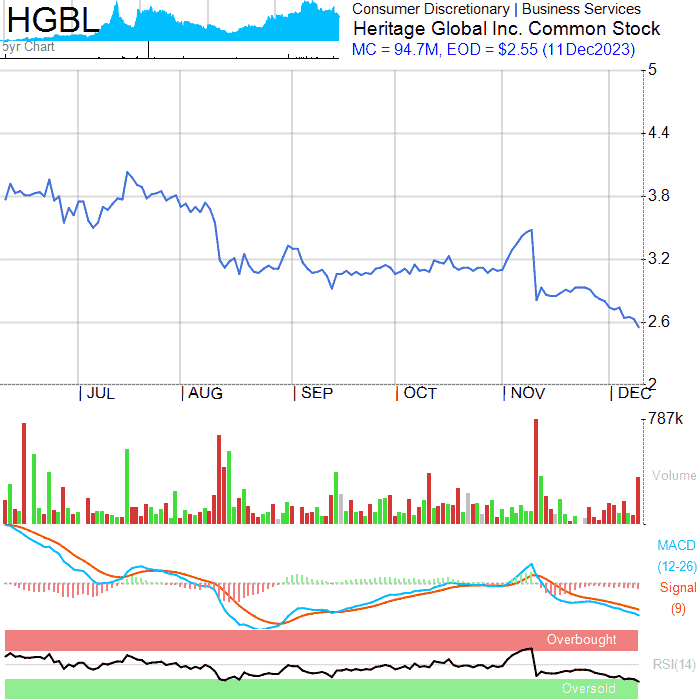 HGBL
5yr Chart
Consumer Discretionary | Business Services
Heritage Global Inc. Common Stock
MC = 94.7M, EOD = $2.55 (11Dec2023)
5
4.4
3.8
3.2
2.6
2
JUL AUG SEP OCT NOV DEC
787k
Volume
MACD
(12-26)
Signal
(9)
Overbought
RSI(14)
Oversold